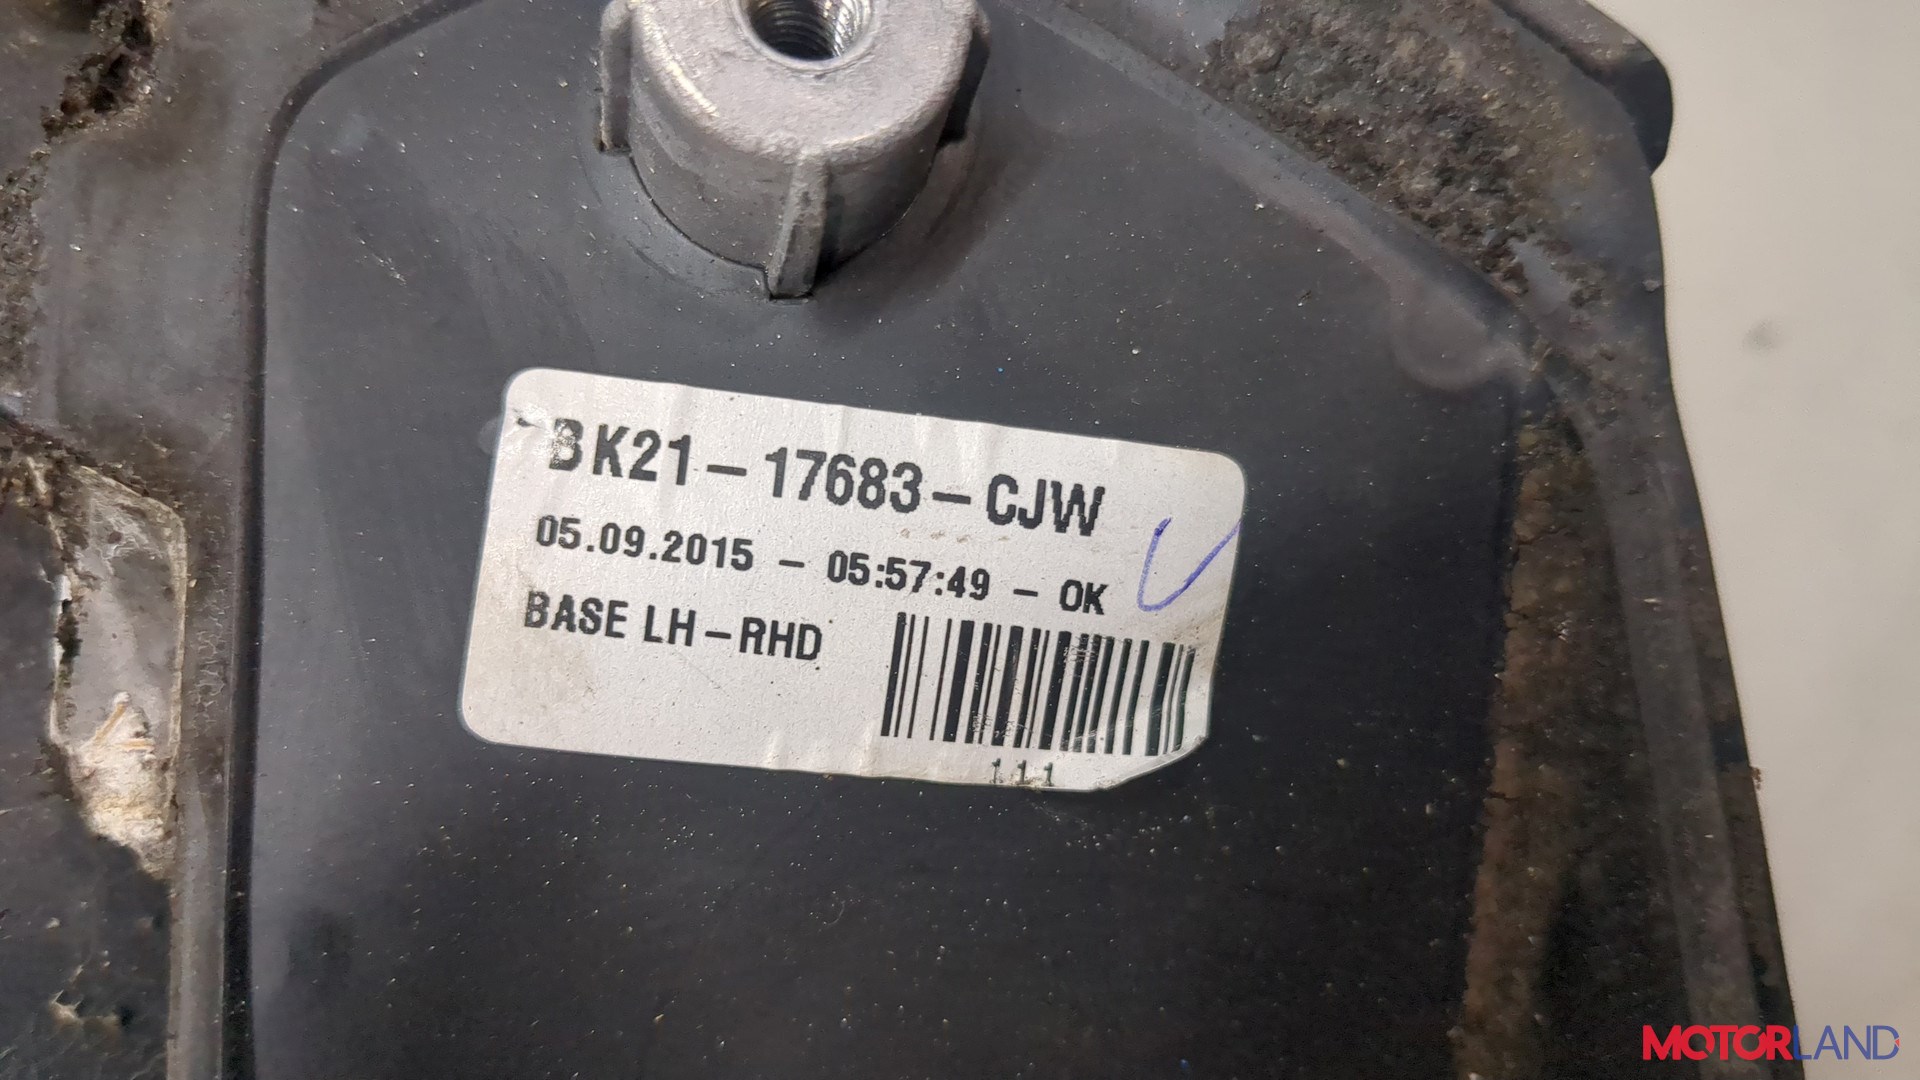 BK21-17683-CJW
05.09.2015 - 05:57:49 - OK
BASE LH-RHD
111
MOTORLAND